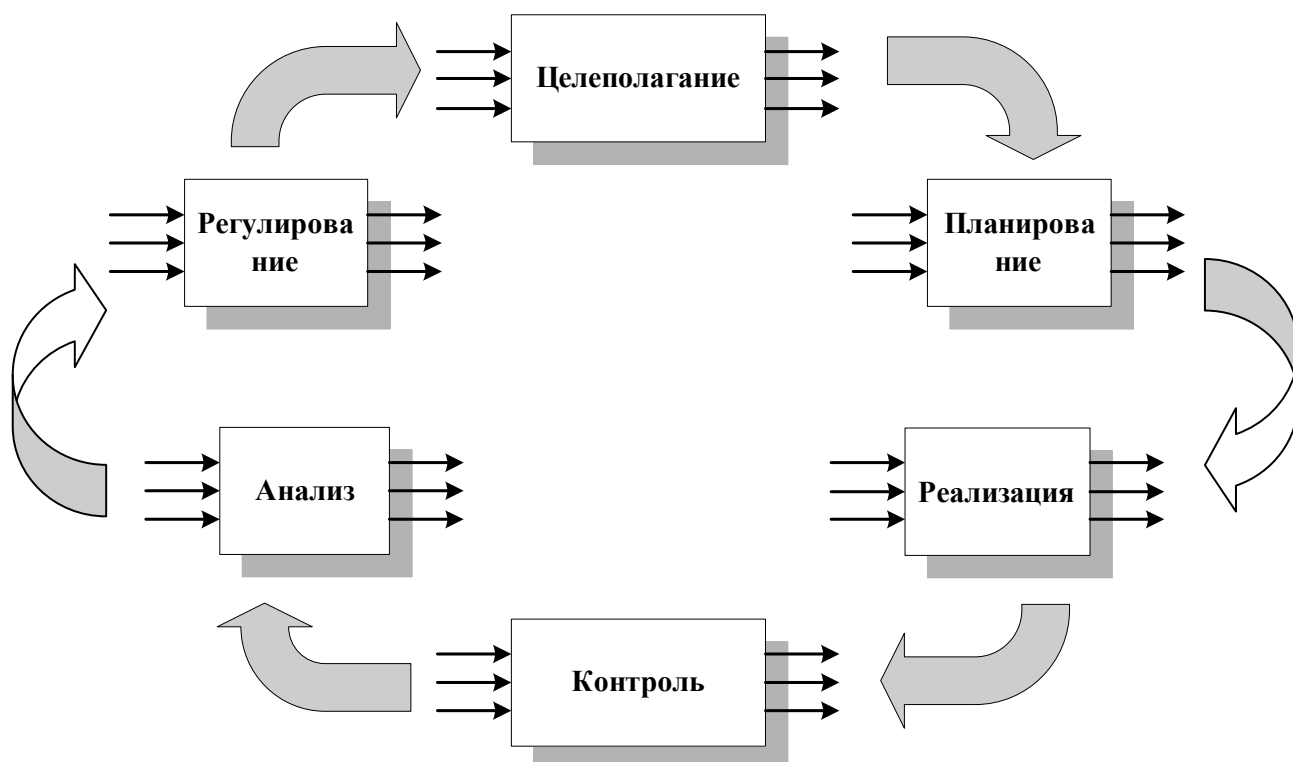 Целеполагание
Регулирова
ние
Планирова
ние
Анализ
Реализация
Контроль